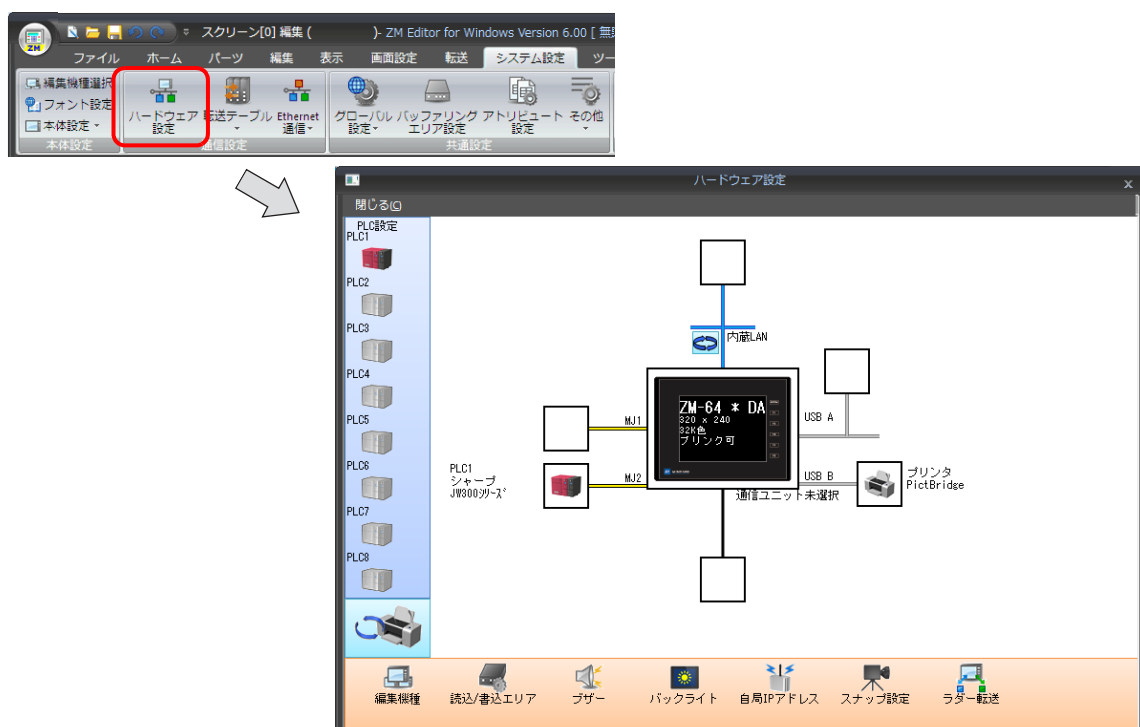 スクリーン[0] 編集 (          )- ZM Editor for Windows Version 6.00 [
ZM
ファイル ホーム パーツ 編集 表示 画面設定 転送 システム設定 ツー
編集機種選択
フォント設定
本体設定
ハードウェア
設定
転送テーブル
Ethernet
通信
グローバル
設定
バッファリング
エリア設定
アトリビュート
設定
その他
本体設定 通信設定 共通設定
ハードウェア設定
x
閉じる(C)
PLC設定
PLC1
PLC2
PLC3
PLC4
PLC5
PLC6
PLC7
PLC8
内蔵LAN
ZM-64 * DA
320 x 240
32K色
ブリンク可
USB A
MJ1
PLC1
シャープ
JW300ｼﾘｰｽﾞ
MJ2
USB B
通信ユニット未選択
プリンタ
PictBridge
編集機種 読込/書込エリア ブザー バックライト 自局IPアドレス スナップ設定 ラダー転送